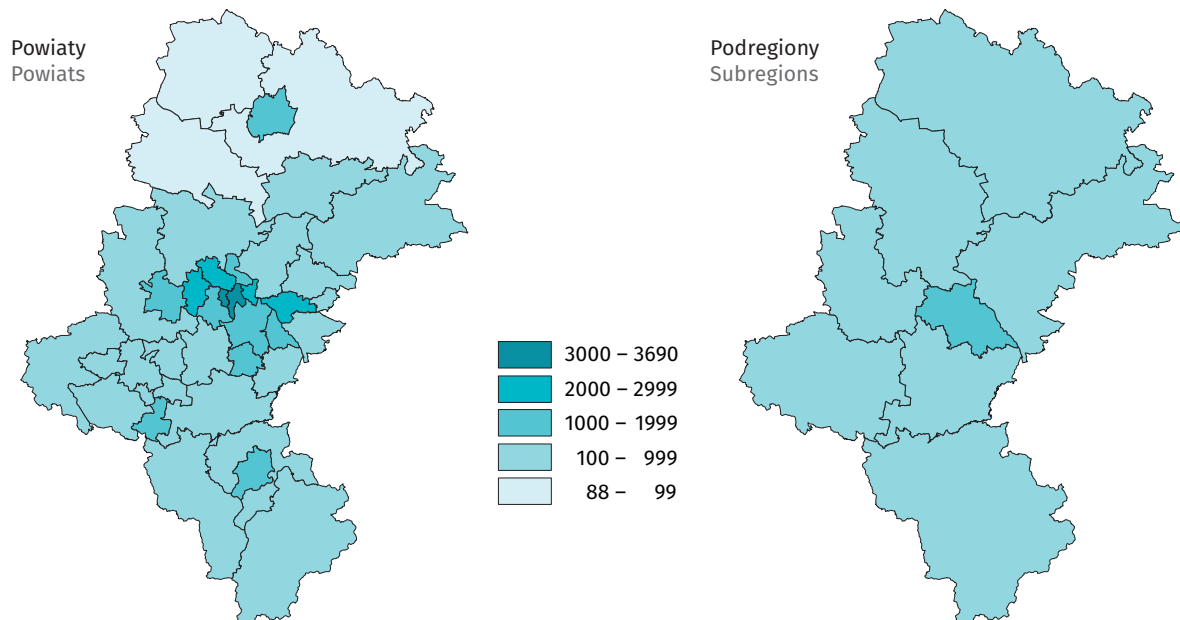 Powiaty
Powiats
Podregiony
Subregions
3000 – 3690
2000 – 2999
1000 – 1999
100 – 999
88 – 99